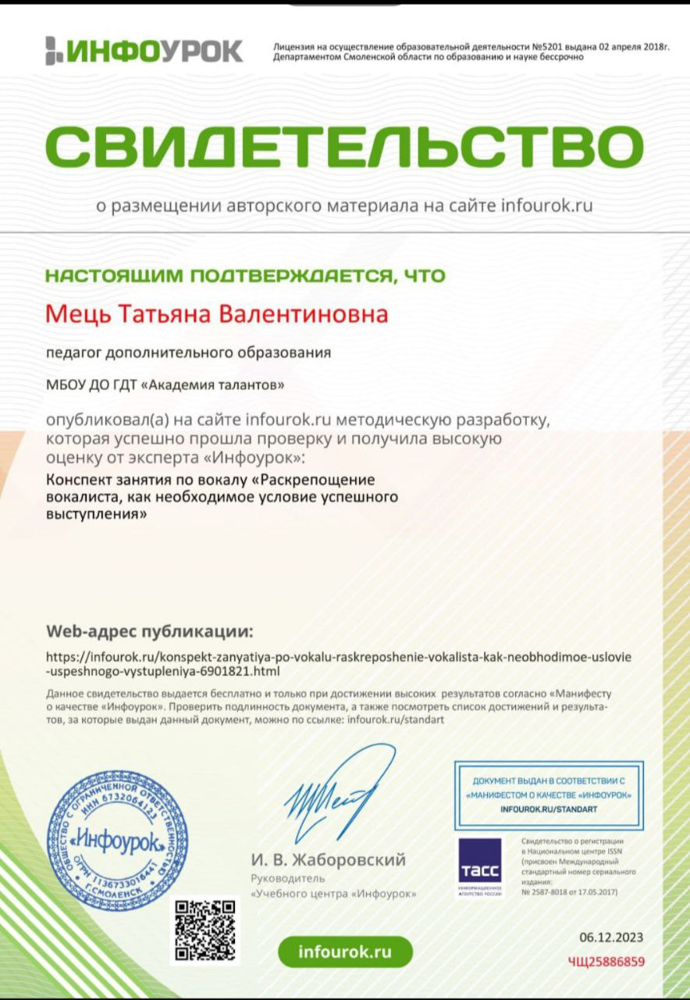 ИНФОУРОК
Лицензия на осуществление образовательной деятельности №5201 выдана 02 апреля 2018г.
Департаментом Смоленской области по образованию и науке бессрочно
СВИДЕТЕЛЬСТВО
о размещении авторского материала на сайте infourok.ru
НАСТОЯЩИМ ПОДТВЕРЖДАЕТСЯ, ЧТО
Мець Татьяна Валентиновна
педагог дополнительного образования
МБОУ ДО ГДТ «Академия талантов»
опубликовал(а) на сайте infourok.ru методическую разработку,
которая успешно прошла проверку и получила высокую
оценку от эксперта «Инфоурок»:
Конспект занятия по вокалу «Раскрепощение
вокалиста, как необходимое условие успешного
выступления»
Web-адрес публикации:
https://infourok.ru/konspekt-zanyatiya-po-vokalu-raskreposhenie-vokalista-kak-neobhodimoe-uslovie
-uspeshnogo-vystupleniya-6901821.html
Данное свидетельство выдается бесплатно и только при достижении высоких результатов согласно «Манифесту
о качестве «Инфоурок». Проверить подлинность документа, а также посмотреть список достижений и результа-
тов, за которые выдан данный документ, можно по ссылке: infourok.ru/standart
ОБЩЕСТВО С ОГРАНИЧЕННОЙ ОТВЕТСТВЕННОСТЬЮ
ИНН 6732064123
«Инфоурок»
Г.СМОЛЕНСК
И. В. Жаборовский
Руководитель
«Учебного центра «Инфоурок»
ДОКУМЕНТ ВЫДАН В СООТВЕТСТВИИ С
«МАНИФЕСТОМ О КАЧЕСТВЕ «ИНФОУРОК»
INFOUROK.RU/STANDART
ТАСС
ИНФОРМАЦИОННОЕ
АГЕНТСТВО РОССИИ
Свидетельство о регистрации
в Национальном центре ISSN
(присвоен Международный
стандартный номер сериального
издания:
№ 2587-8018 от 17.05.2017)
infourok.ru
06.12.2023
ЧЩ25886859